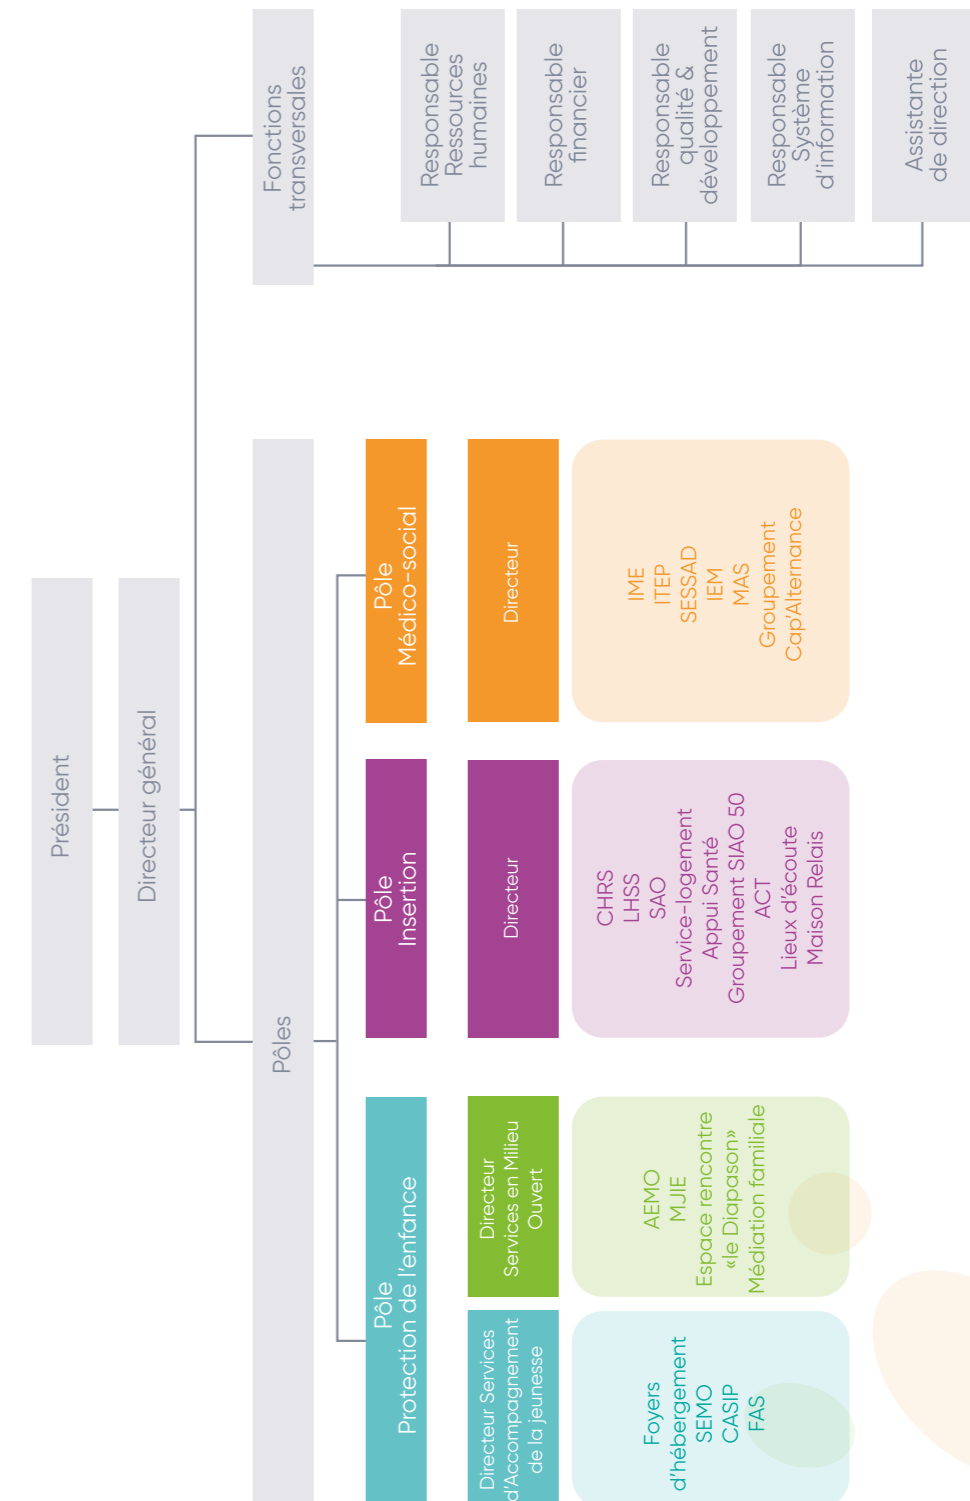 Président
Directeur général
Pôles
Fonctions
transversales
Pôle
Protection de l'enfance
Pôle
Insertion
Pôle
Médico-social
Directeur Services
d'Accompagnement
de la jeunesse
Directeur
Services en Milieu
Ouvert
Directeur
Directeur
Foyers
d'hébergement
SEMO
CASIP
FAS
AEMO
MJIE
Espace rencontre
«le Diapason»
Médiation familiale
CHRS
LHSS
SAO
Service-logement
Appui Santé
Groupement SIAO 50
ACT
Lieux d'écoute
Maison Relais
IME
ITEP
SESSAD
IEM
MAS
Groupement
Cap'Alternance
Responsable
Ressources
humaines
Responsable
financier
Responsable
qualité &
développement
Responsable
Système
d'information
Assistante
de direction